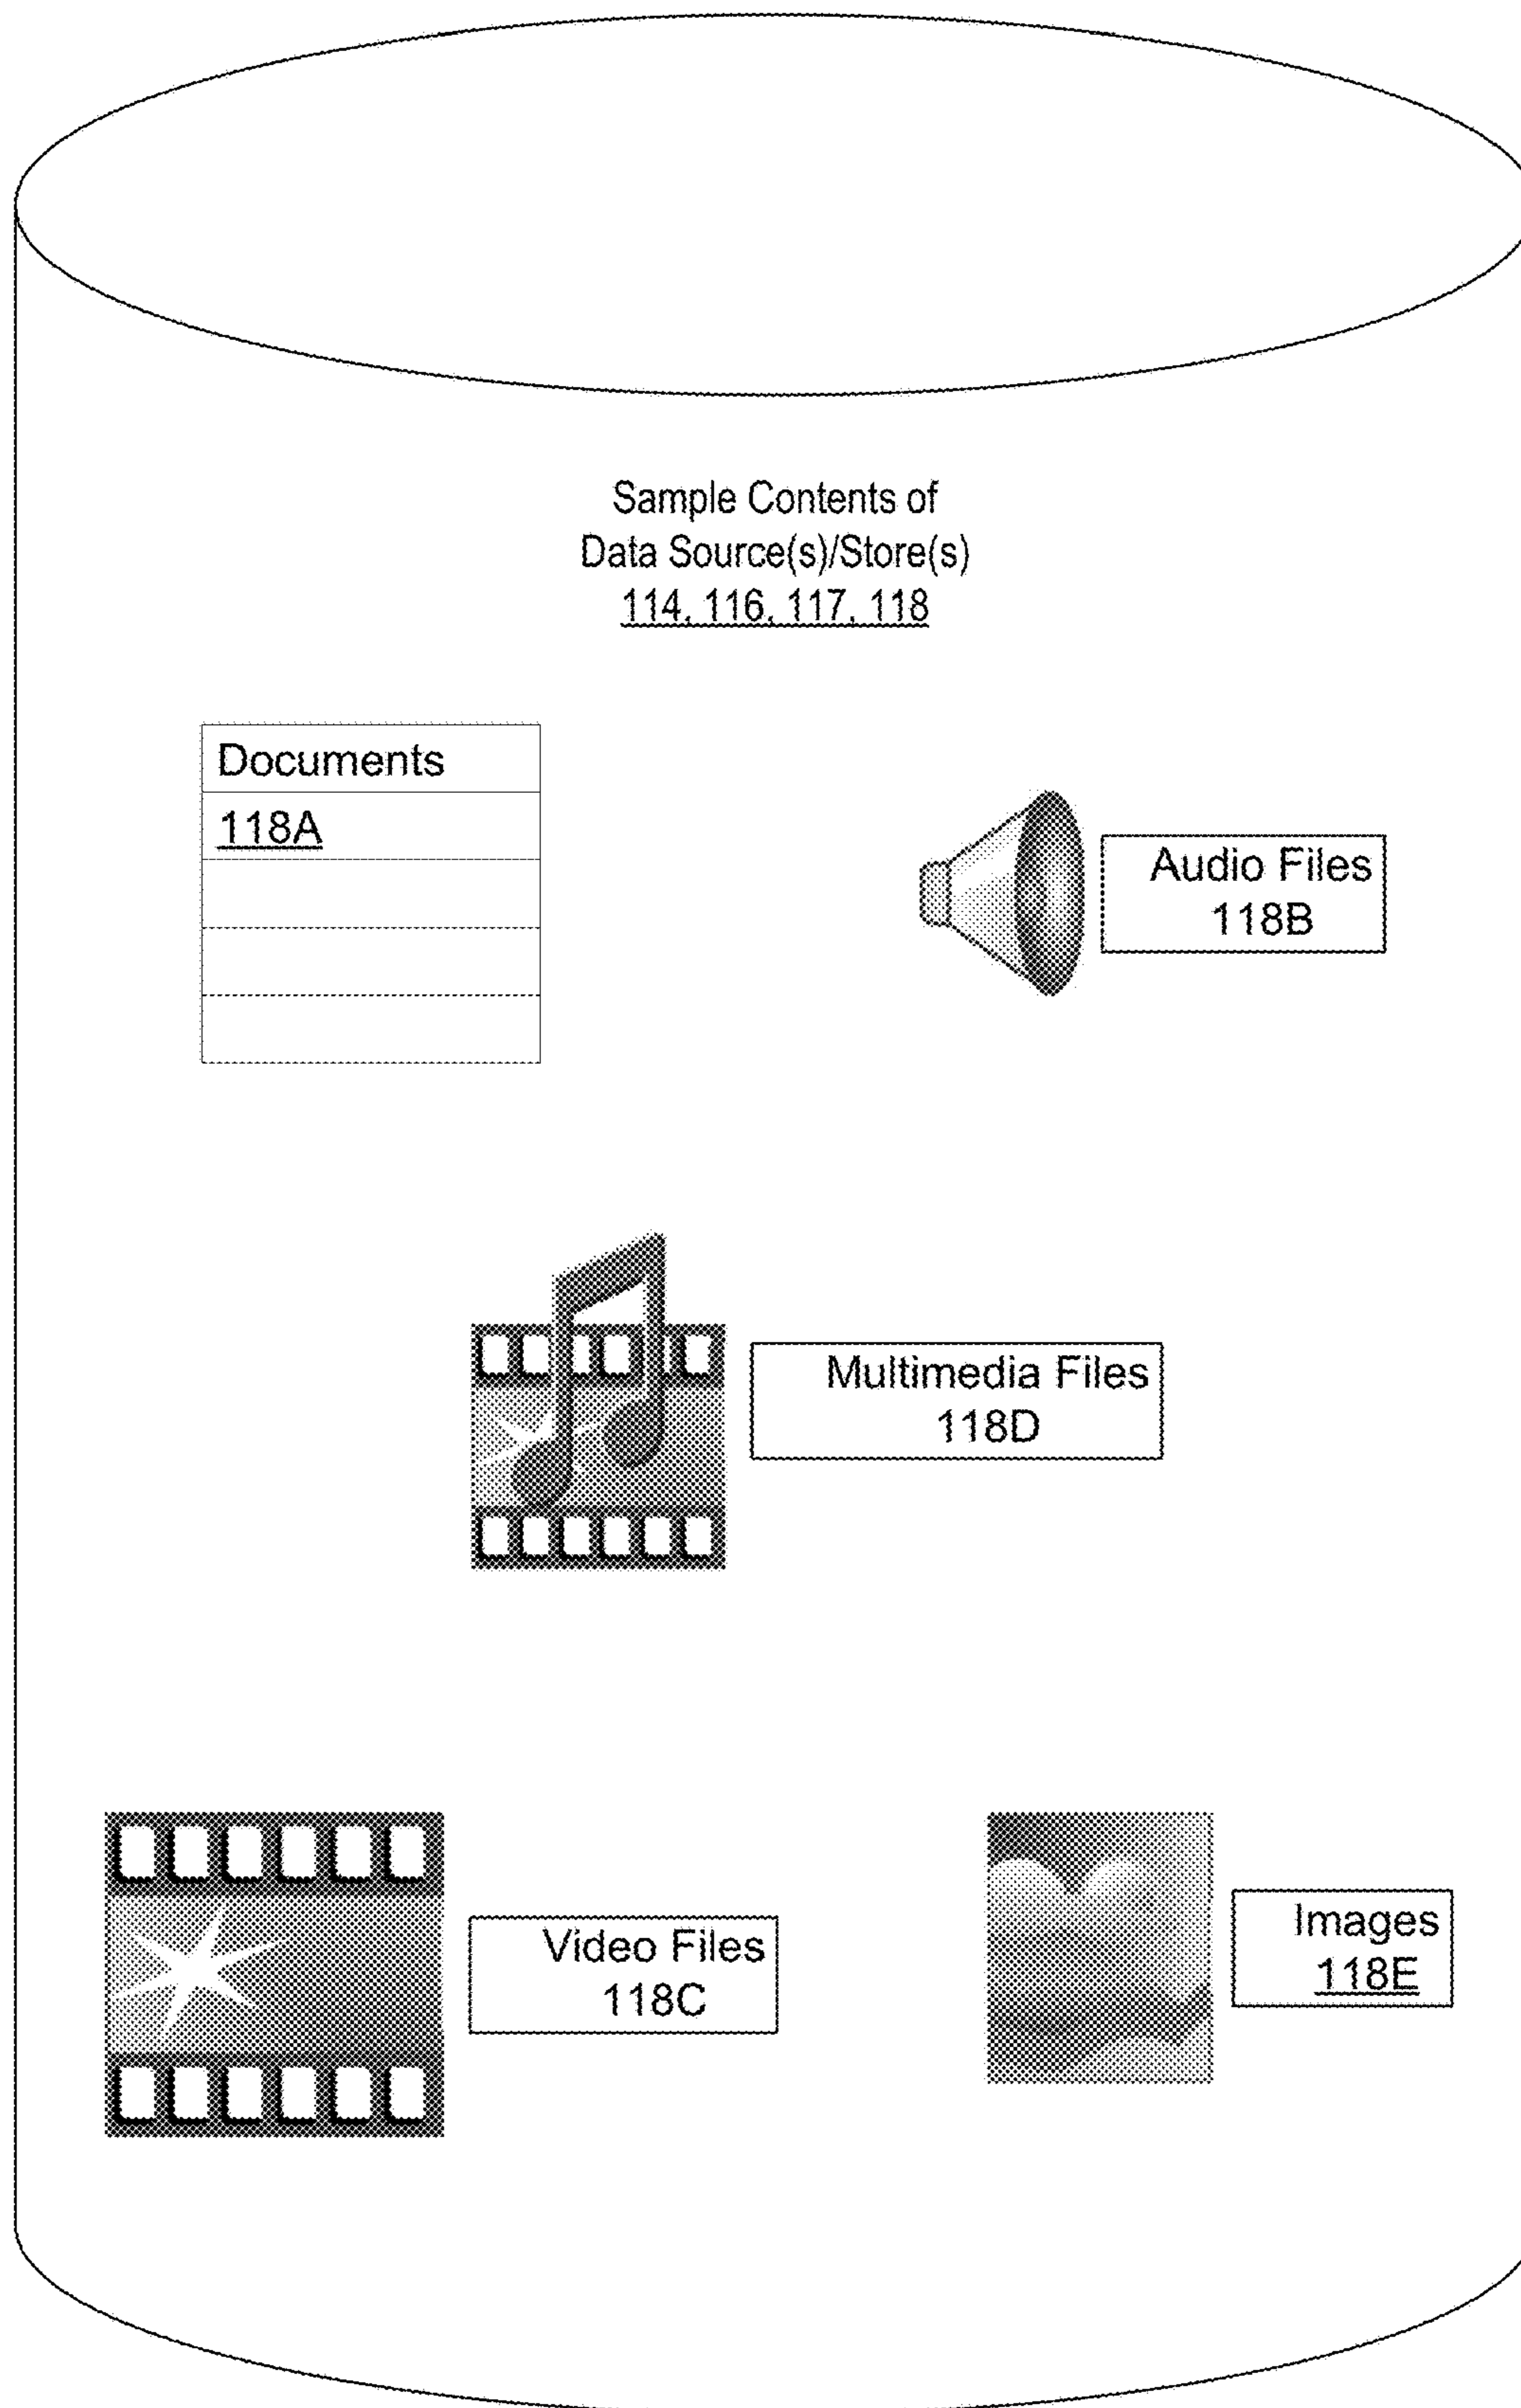 Sample Contents of
Data Source(s)/Store(s)
114, 116, 117, 118
Documents
118A
Audio Files
118B
Multimedia Files
118D
Video Files
118C
Images
118E